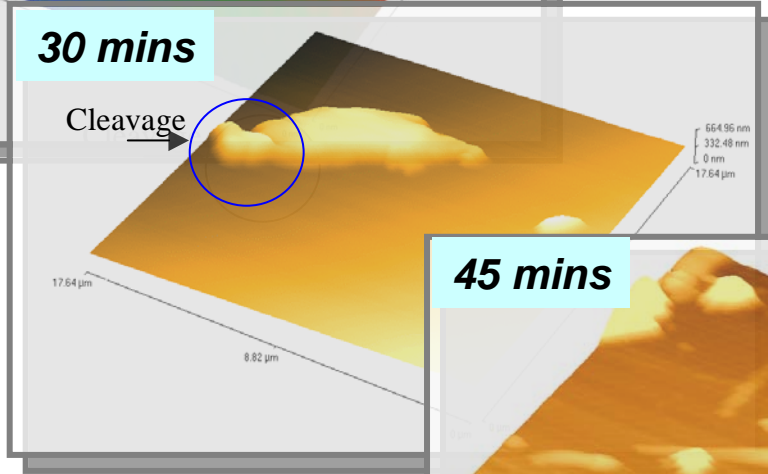 30 mins
Cleavage
664.96 nm
332.48 nm
0 nm
17.64 µm
17.64 µm
8.82 µm
45 mins